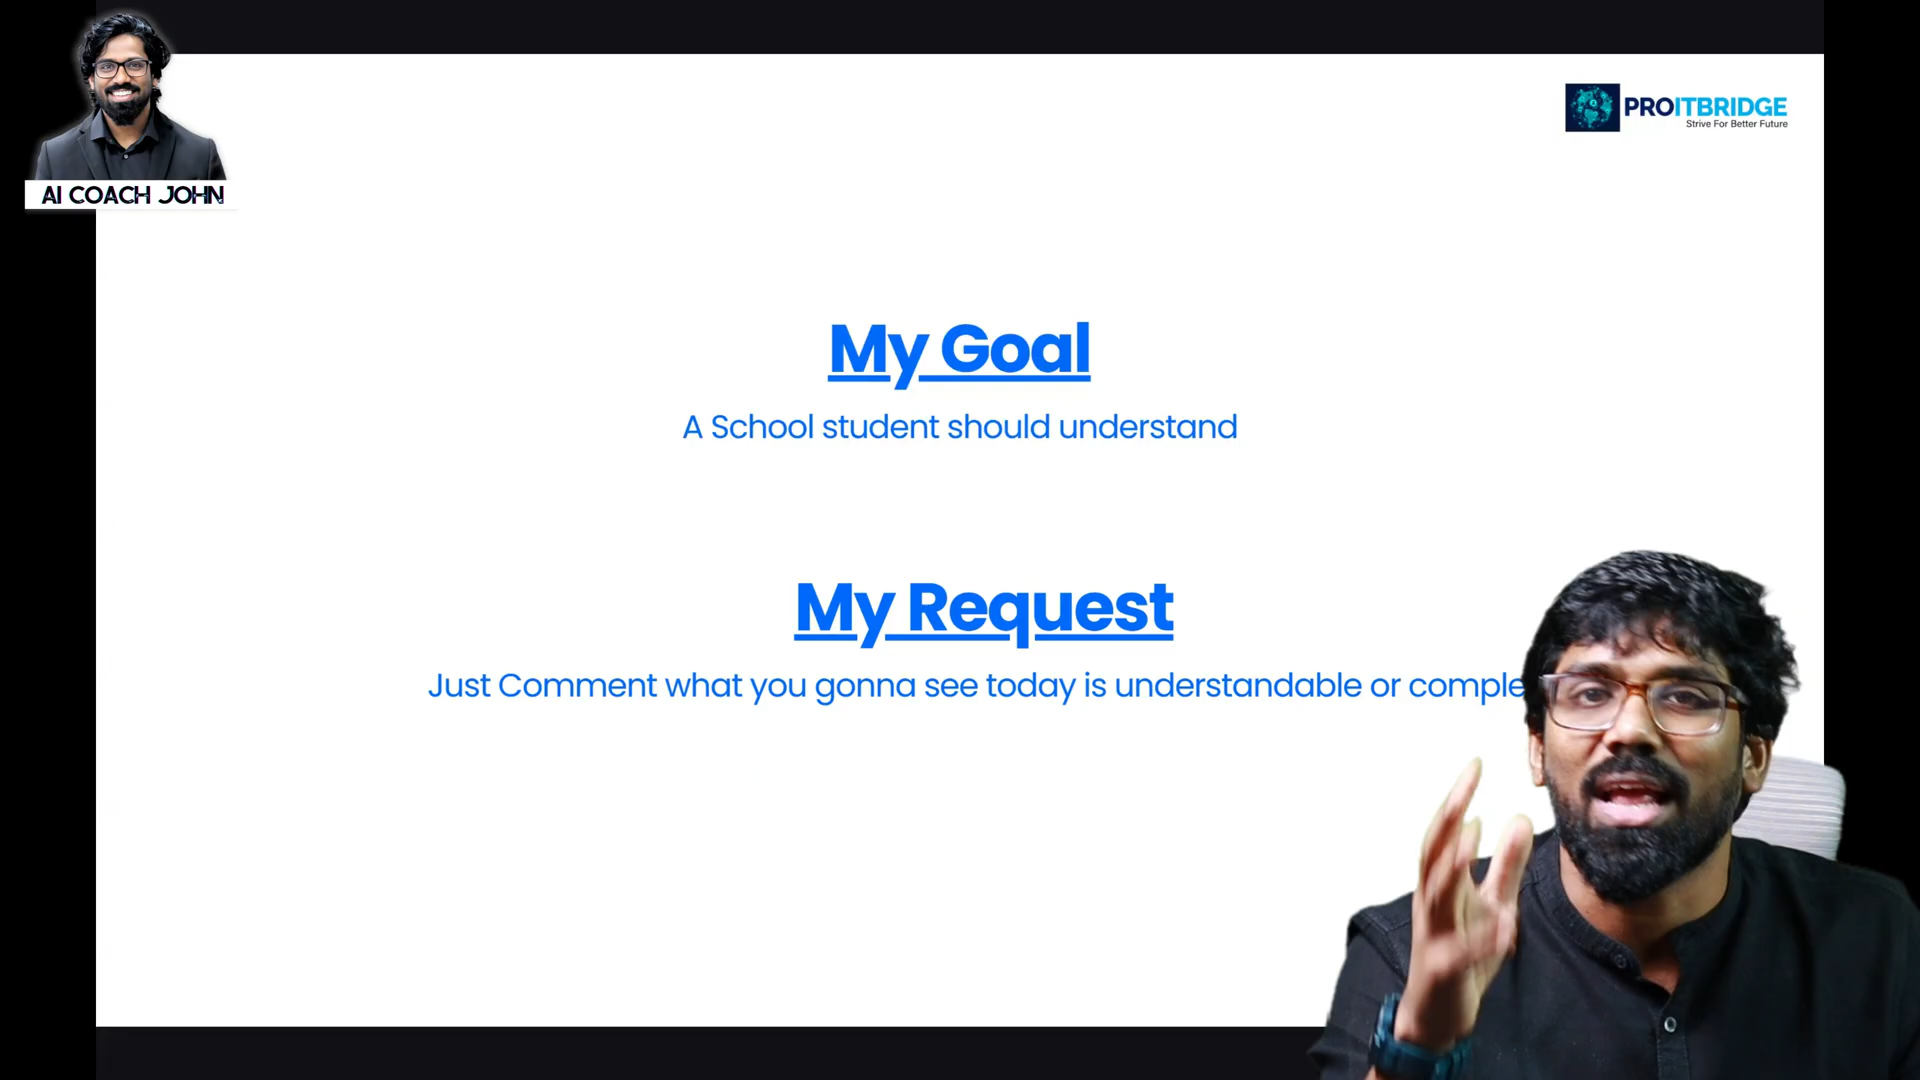 AI COACH JOHN
PROITBRIDGE
Strive For Better Future
My Goal
A School student should understand
My Request
Just Comment what you gonna see today is understandable or comple